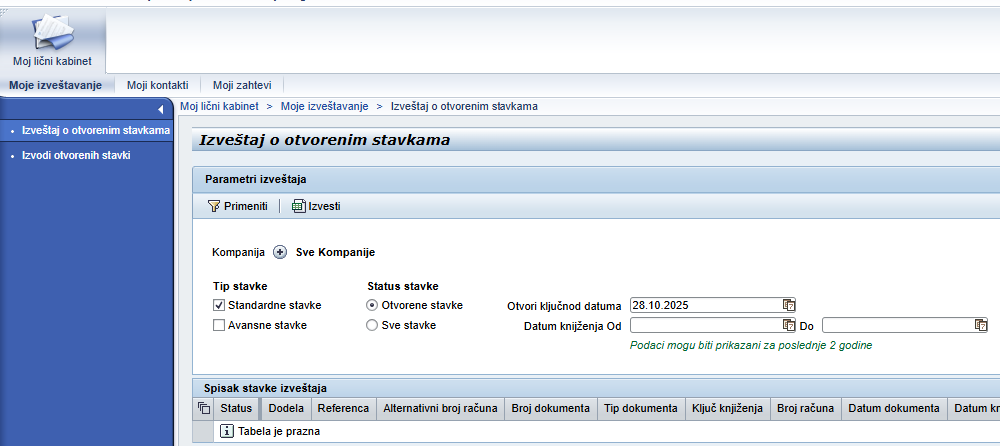 Moj lični kabinet
Moje izveštavanje Moji kontakti Moji zahtevi
Moj lični kabinet > Moje izveštavanje > Izveštaj o otvorenim stavkama
Izveštaj o otvorenim stavkama
Izvodi otvorenih stavki
Izveštaj o otvorenim stavkama
Parametri izveštaja
Primeniti Izvesti
Kompanija Sve Kompanije
Tip stavke Status stavke
Standardne stavke Otvorene stavke Otvori ključnod datuma 28.10.2025
Avansne stavke Sve stavke Datum knjiženja Od Do
Podaci mogu biti prikazani za poslednje 2 godine
Spisak stavke izveštaja
Status Dodela Referenca Alternativni broj računa Broj dokumenta Tip dokumenta Ključ knjiženja Broj računa Datum dokumenta Datum kn
Tabela je prazna